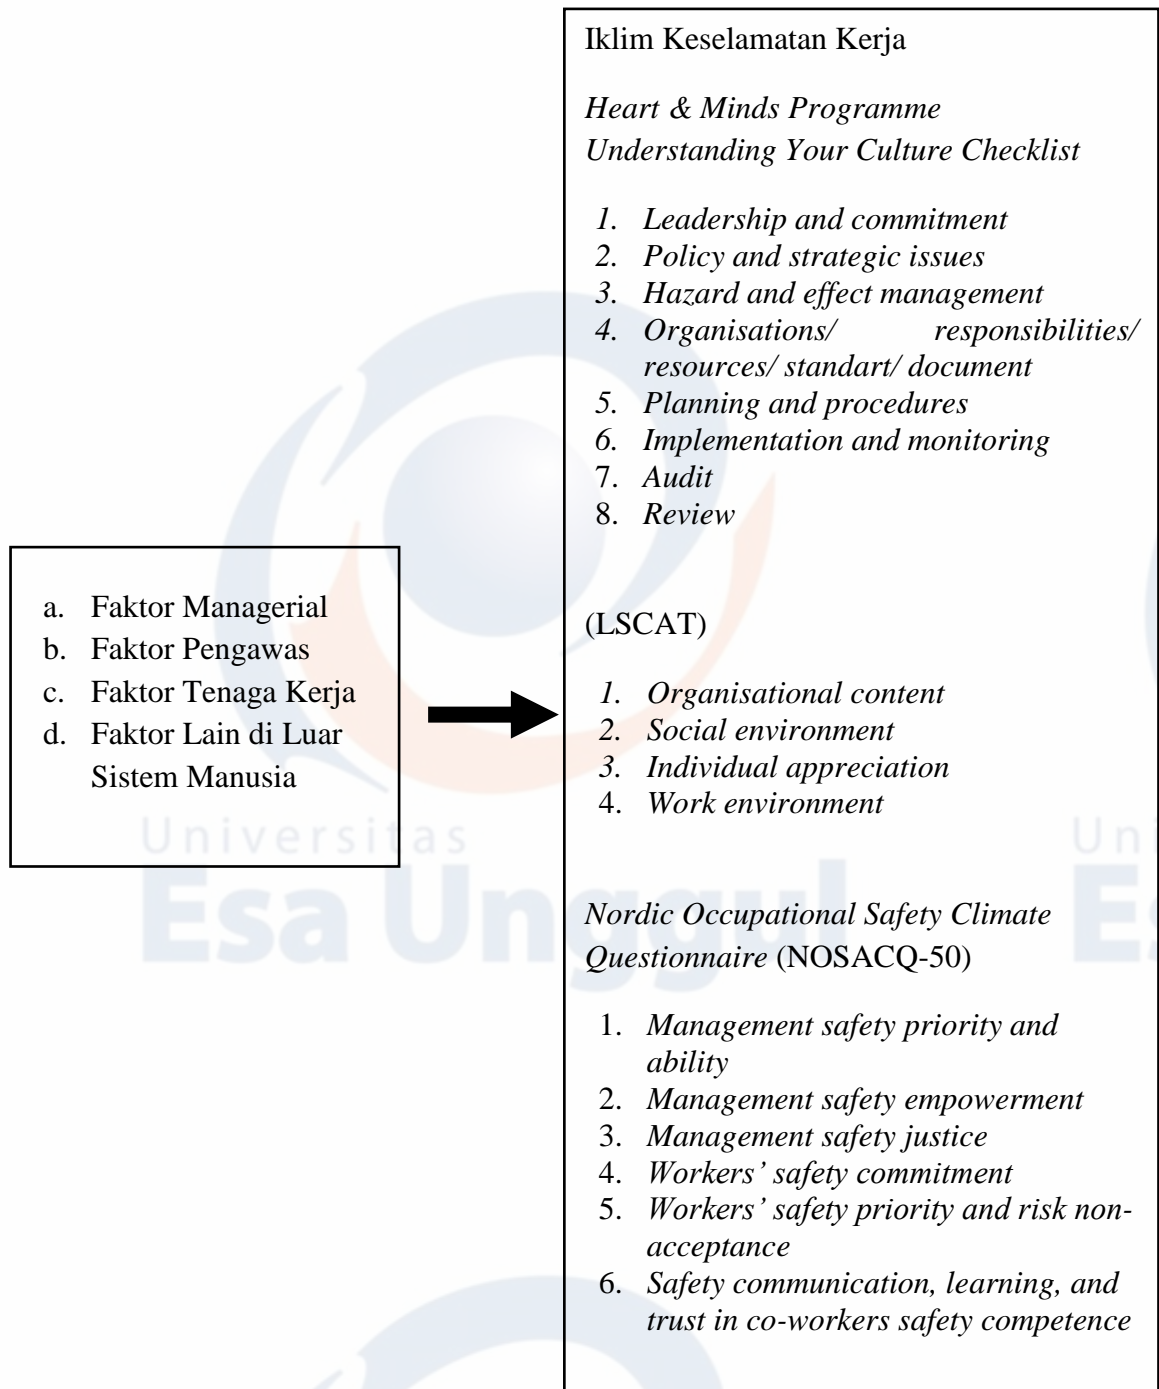 Iklim Keselamatan Kerja
Heart & Minds Programme
Understanding Your Culture Checklist
1. Leadership and commitment
2. Policy and strategic issues
3. Hazard and effect management
4. Organisations/ responsibilities/
resources/ standart/ document
5. Planning and procedures
6. Implementation and monitoring
7. Audit
8. Review
a. Faktor Managerial
b. Faktor Pengawas
c. Faktor Tenaga Kerja
d. Faktor Lain di Luar
Sistem Manusia
(LSCAT)
1. Organisational content
2. Social environment
3. Individual appreciation
4. Work environment
Nordic Occupational Safety Climate
Questionnaire (NOSACQ-50)
1. Management safety priority and
ability
2. Management safety empowerment
3. Management safety justice
4. Workers’ safety commitment
5. Workers’ safety priority and risk non-
acceptance
6. Safety communication, learning, and
trust in co-workers safety competence
Universitas
Esa Unggul
Uni
Es